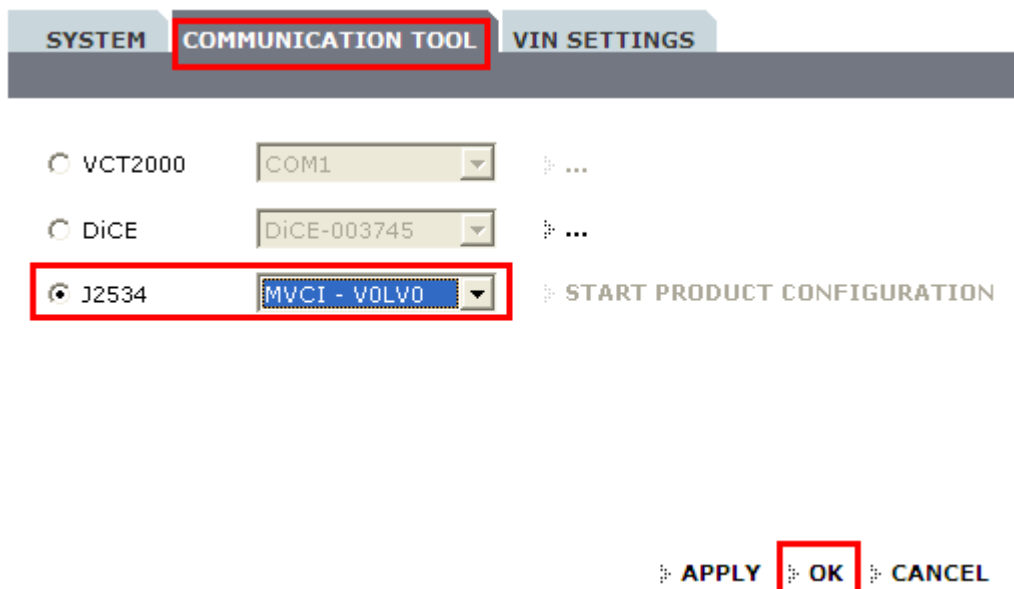 SYSTEM COMMUNICATION TOOL VIN SETTINGS
VCT2000 COM1 ...
DiCE DiCE-003745 ...
J2534 MVCI - V0LV0 START PRODUCT CONFIGURATION
APPLY OK CANCEL